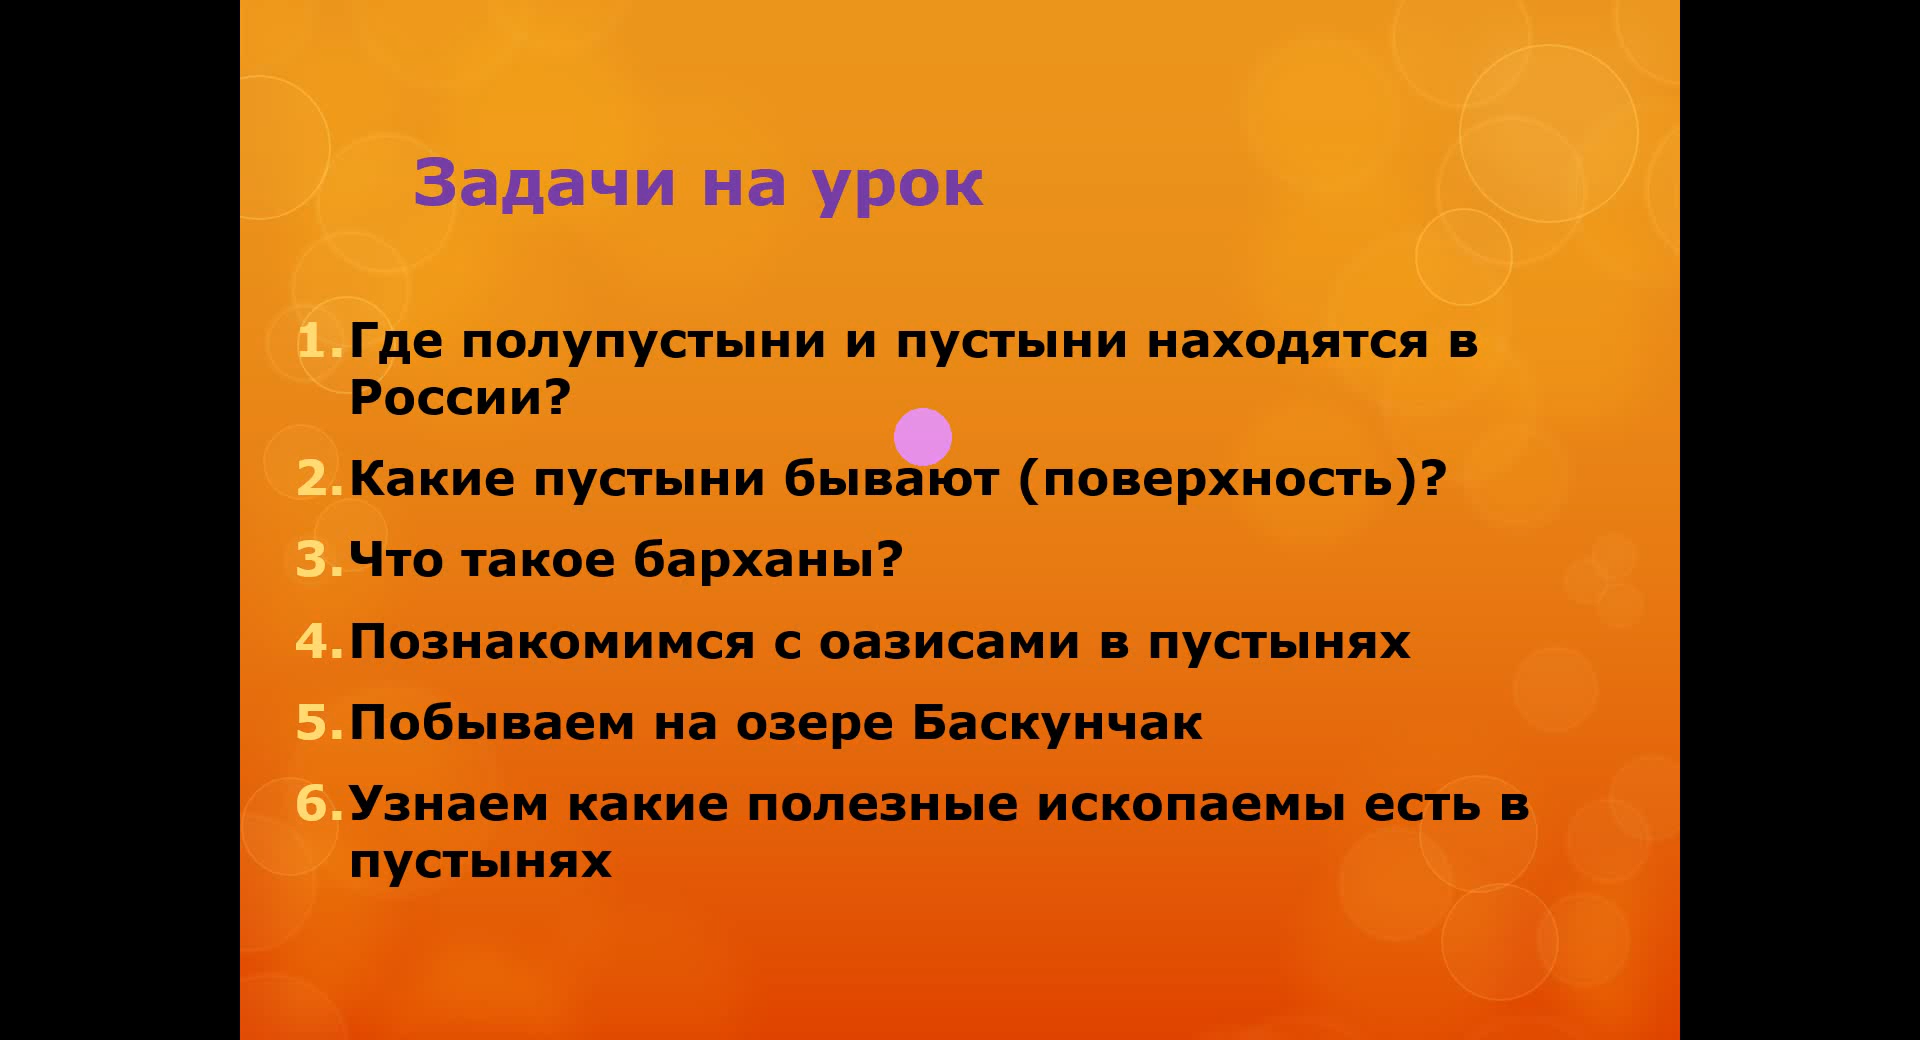 Задачи на урок
1. Где полупустыни и пустыни находятся в
России?
2. Какие пустыни бывают (поверхность)?
3. Что такое барханы?
4. Познакомимся с оазисами в пустынях
5. Побываем на озере Баскунчак
6. Узнаем какие полезные ископаемы есть в
пустынях